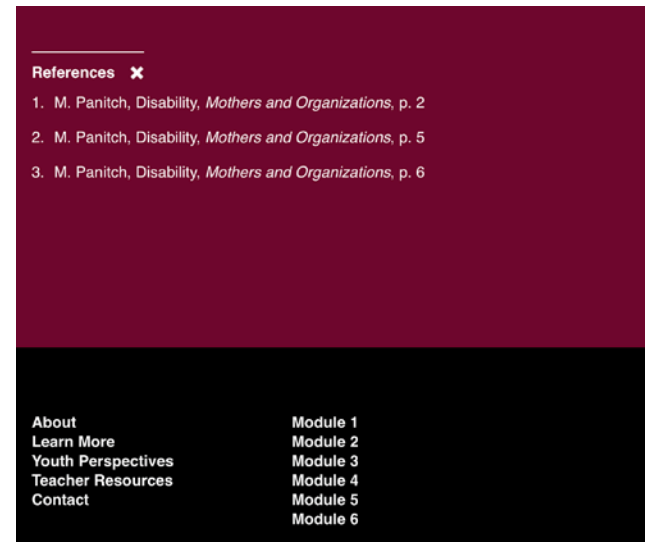 References ✖
1. M. Panitch, Disability, Mothers and Organizations, p. 2
2. M. Panitch, Disability, Mothers and Organizations, p. 5
3. M. Panitch, Disability, Mothers and Organizations, p. 6
About
Learn More
Youth Perspectives
Teacher Resources
Contact
Module 1
Module 2
Module 3
Module 4
Module 5
Module 6